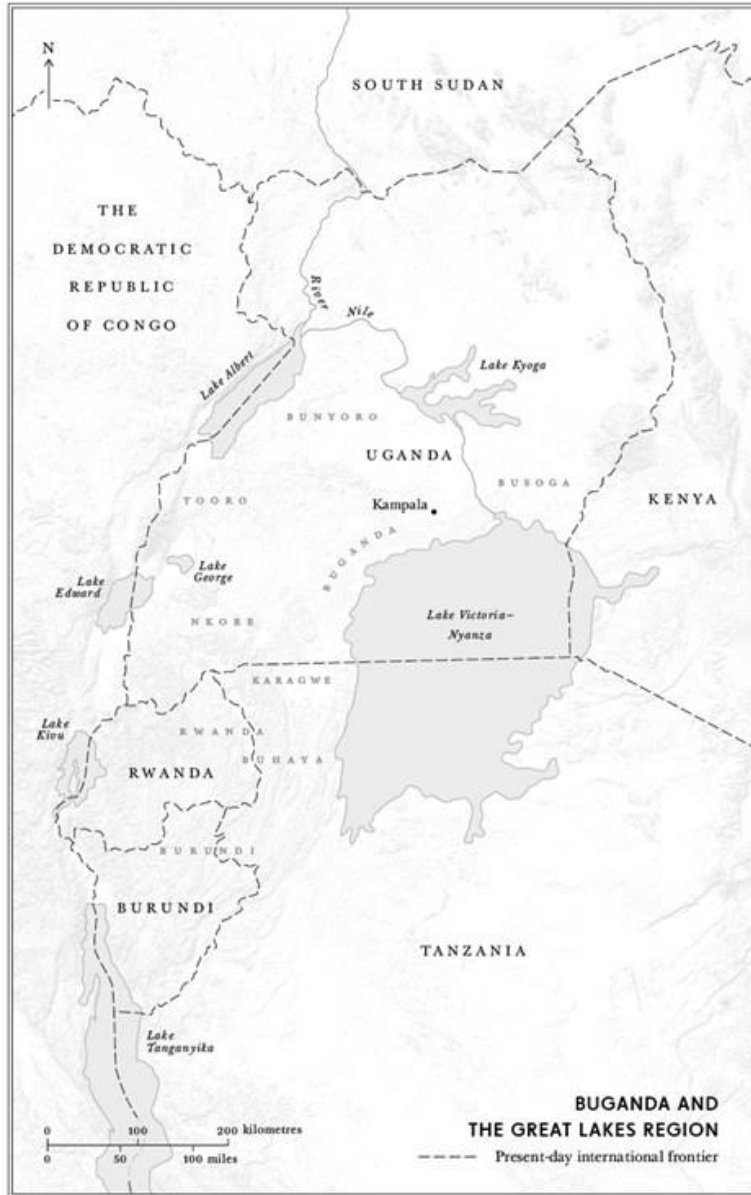 N
SOUTH SUDAN
THE
DEMOCRATIC
REPUBLIC
OF CONGO
River
Nile
Lake Albert
Lake Kyoga
BUNYORO
UGANDA
BUSOGA
KENYA
TOORO
Kampala
BUGANDA
Lake
George
Lake
Edward
Lake Victoria–
Nyanza
NKORE
KARAGWE
Lake
Kivu
RWANDA
BUHAYA
RWANDA
BURUNDI
BURUNDI
TANZANIA
Lake
Tanganyika
BUGANDA AND
THE GREAT LAKES REGION
Present-day international frontier
0 100 200 kilometres
0 50 100 miles